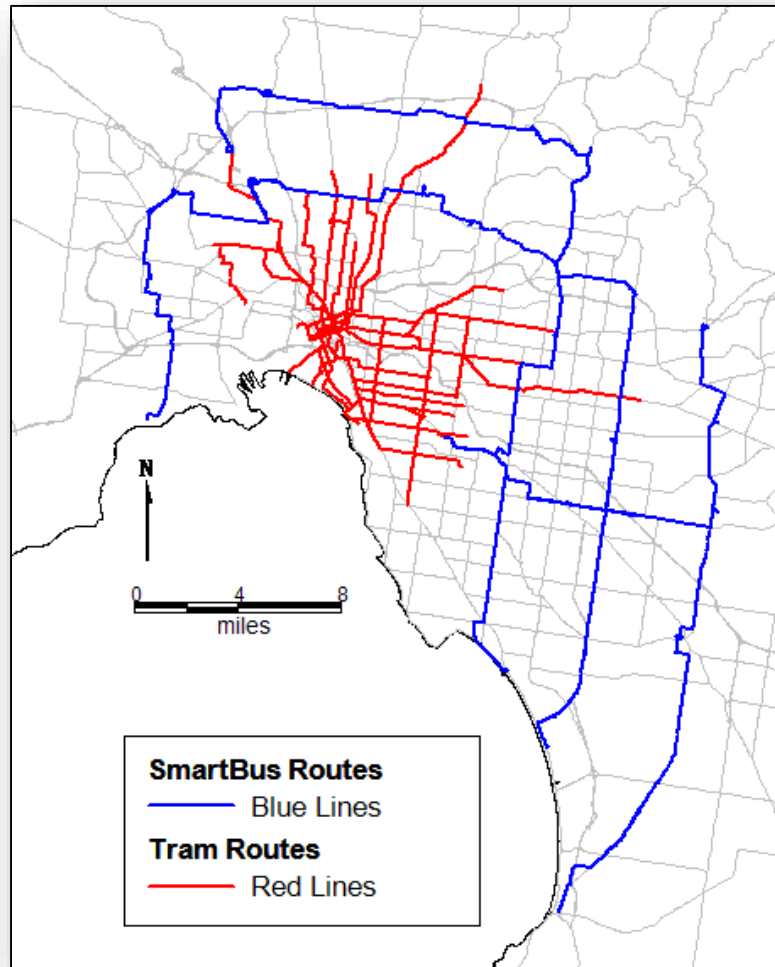 N
0 4 8
miles
SmartBus Routes
Blue Lines
Tram Routes
Red Lines